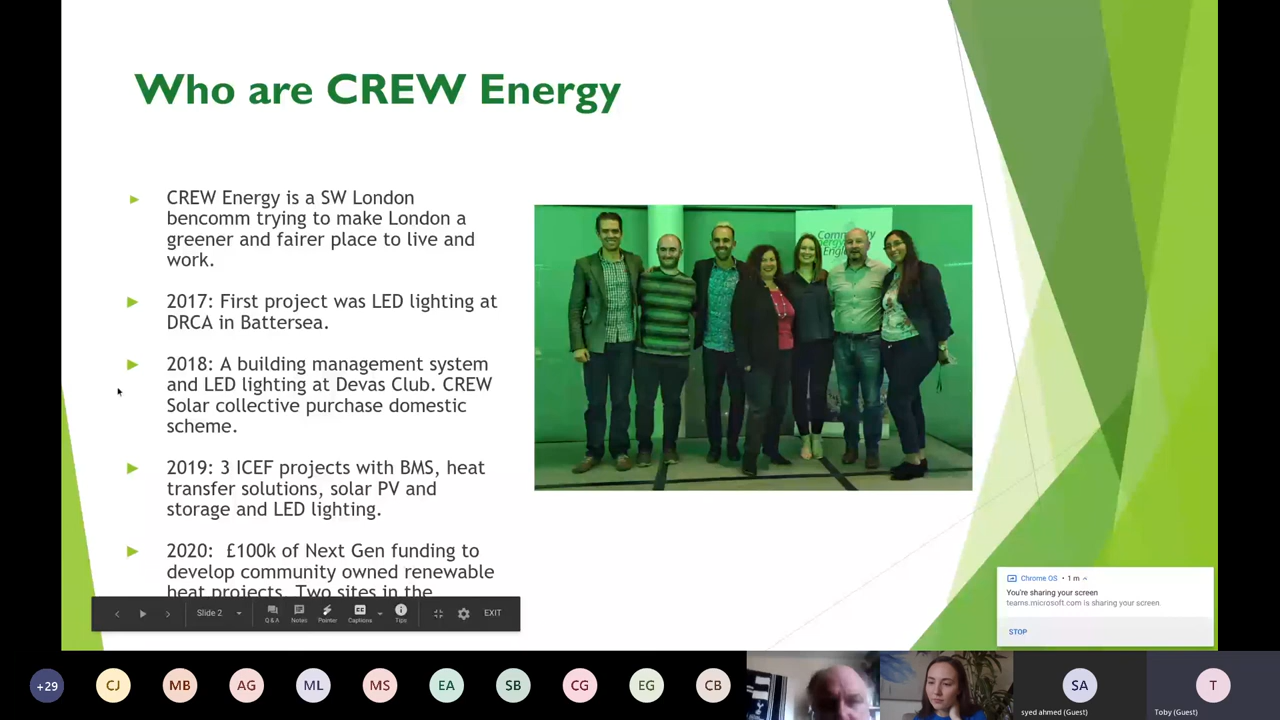 Who are CREW Energy
CREW Energy is a SW London
bencomm trying to make London a
greener and fairer place to live and
work.
2017: First project was LED lighting at
DRCA in Battersea.
2018: A building management system
and LED lighting at Devas Club. CREW
Solar collective purchase domestic
scheme.
2019: 3 ICEF projects with BMS, heat
transfer solutions, solar PV and
storage and LED lighting.
2020: £100k of Next Gen funding to
develop community owned renewable
heat projects. Two sites in the
Community
Energy
England
Slide 2
Q&A
Notes
Pointer
Captions
Tips
EXIT
Chrome OS • 1 m
You're sharing your screen
teams.microsoft.com is sharing your screen.
STOP
+29
CJ
MB
AG
ML
MS
EA
SB
CG
EG
CB
SA
syed ahmed (Guest)
T
Toby (Guest)